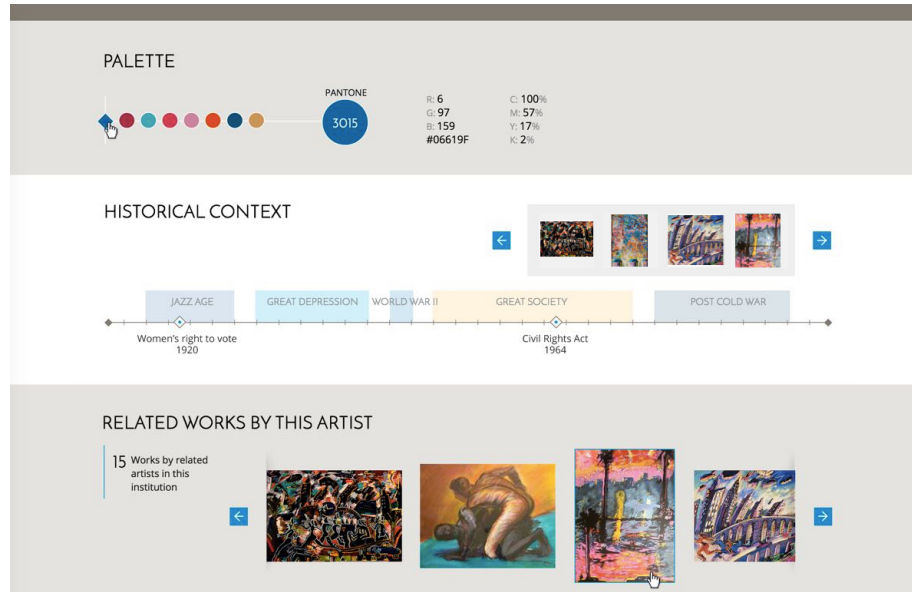 PALETTE
PANTONE
3015
R: 6
G: 97
B: 159
#06619F
C: 100%
M: 57%
Y: 17%
K: 2%
HISTORICAL CONTEXT
JAZZ AGE
GREAT DEPRESSION
WORLD WAR II
GREAT SOCIETY
POST COLD WAR
Women's right to vote
1920
Civil Rights Act
1964
RELATED WORKS BY THIS ARTIST
15 Works by related
artists in this
institution